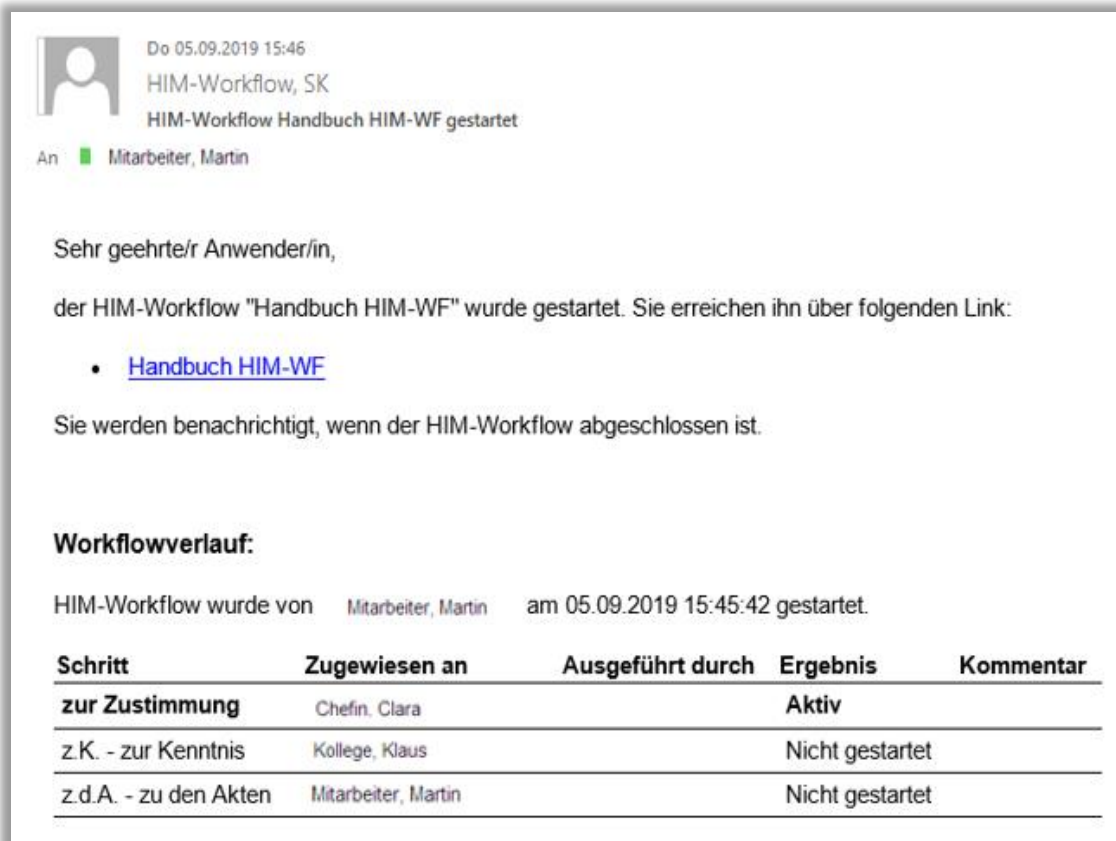 Do 05.09.2019 15:46
HIM-Workflow, SK
HIM-Workflow Handbuch HIM-WF gestartet
An Mitarbeiter, Martin
Sehr geehrte/r Anwender/in,
der HIM-Workflow "Handbuch HIM-WF" wurde gestartet. Sie erreichen ihn über folgenden Link:
• Handbuch HIM-WF
Sie werden benachrichtigt, wenn der HIM-Workflow abgeschlossen ist.
Workflowverlauf:
HIM-Workflow wurde von Mitarbeiter, Martin am 05.09.2019 15:45:42 gestartet.
Schritt Zugewiesen an Ausgeführt durch Ergebnis Kommentar
zur Zustimmung Chefin, Clara Aktiv
z.K. - zur Kenntnis Kollege, Klaus Nicht gestartet
z.d.A. - zu den Akten Mitarbeiter, Martin Nicht gestartet